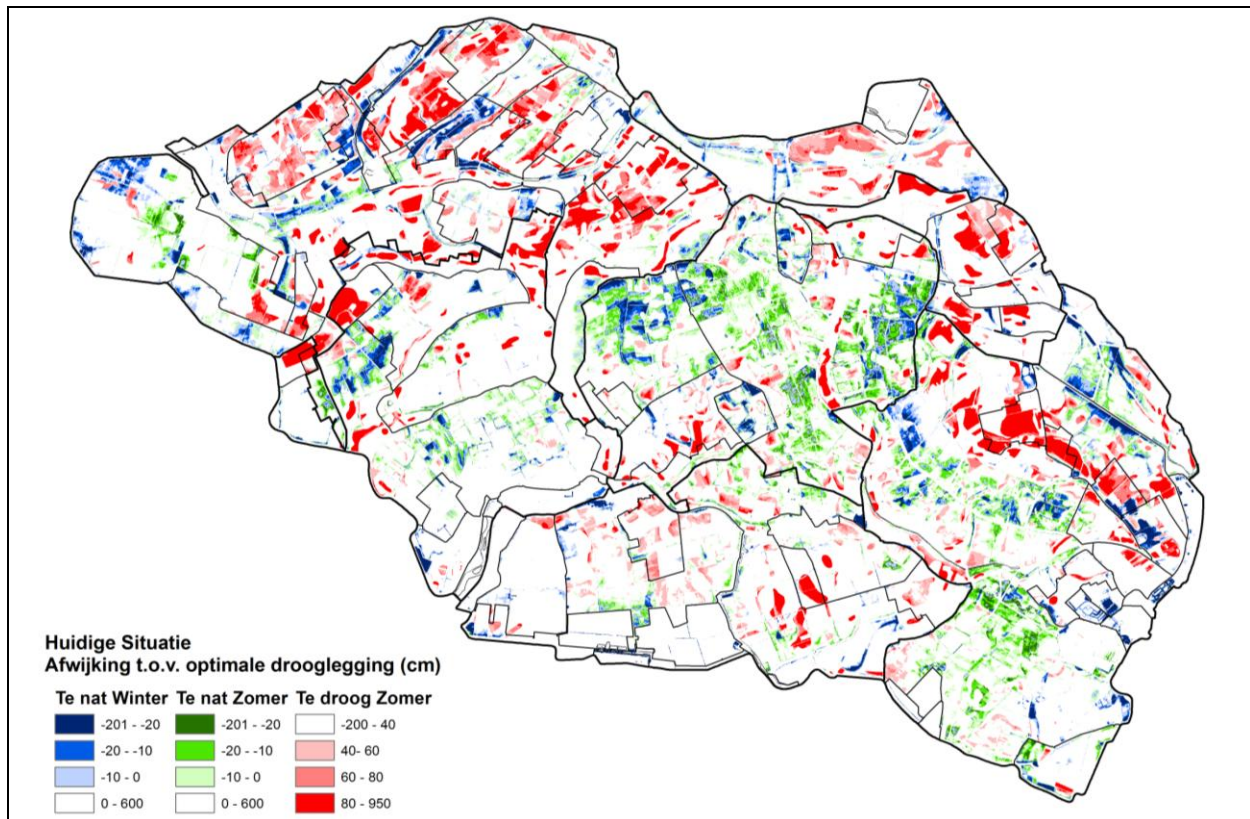 Huidige Situatie
Afwijking t.o.v. optimale drooglegging (cm)
Te nat Winter Te nat Zomer Te droog Zomer
-201 - -20 -201 - -20 -200 - 40
-20 - -10 -20 - -10 40- 60
-10 - 0 -10 - 0 60 - 80
0 - 600 0 - 600 80 - 950